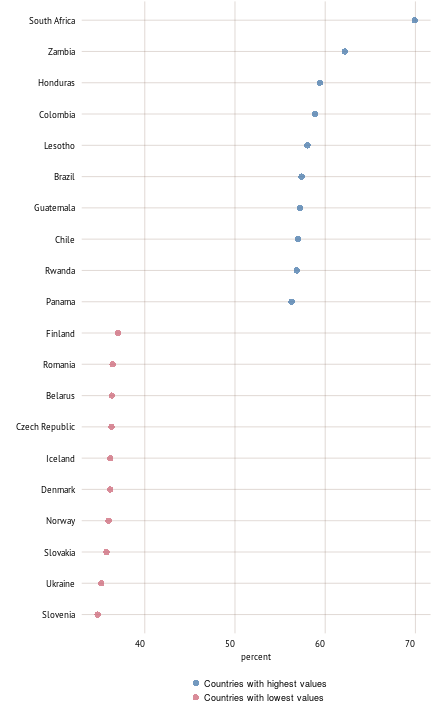 South Africa
Zambia
Honduras
Colombia
Lesotho
Brazil
Guatemala
Chile
Rwanda
Panama
Finland
Romania
Belarus
Czech Republic
Iceland
Denmark
Norway
Slovakia
Ukraine
Slovenia
40 50 60 70
percent
Countries with highest values
Countries with lowest values